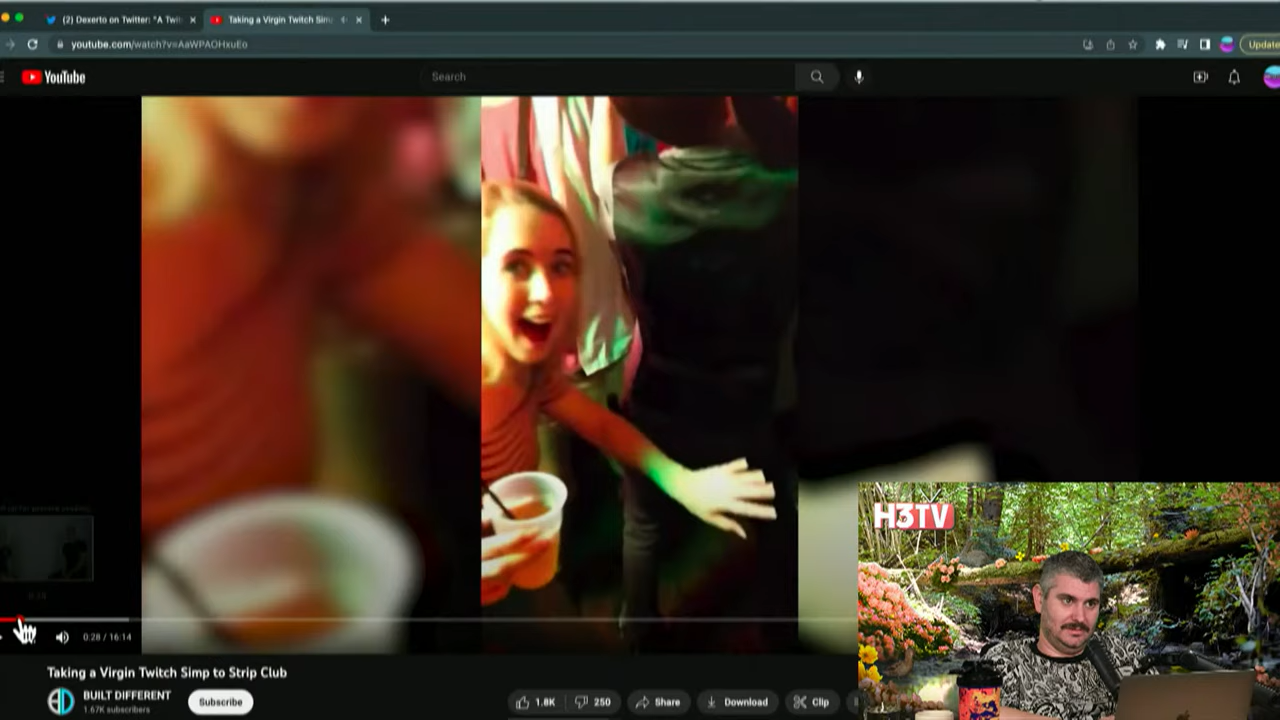 (2) Dexerto on Twitter: "A Twit
Taking a Virgin Twitch Simp
youtube.com/watch?v=AaWPAOHxuEo
Update
YouTube
Search
0:28 / 16:14
H3TV
Taking a Virgin Twitch Simp to Strip Club
BUILT DIFFERENT
1.67K subscribers
Subscribe
1.8K
250
Share
Download
Clip